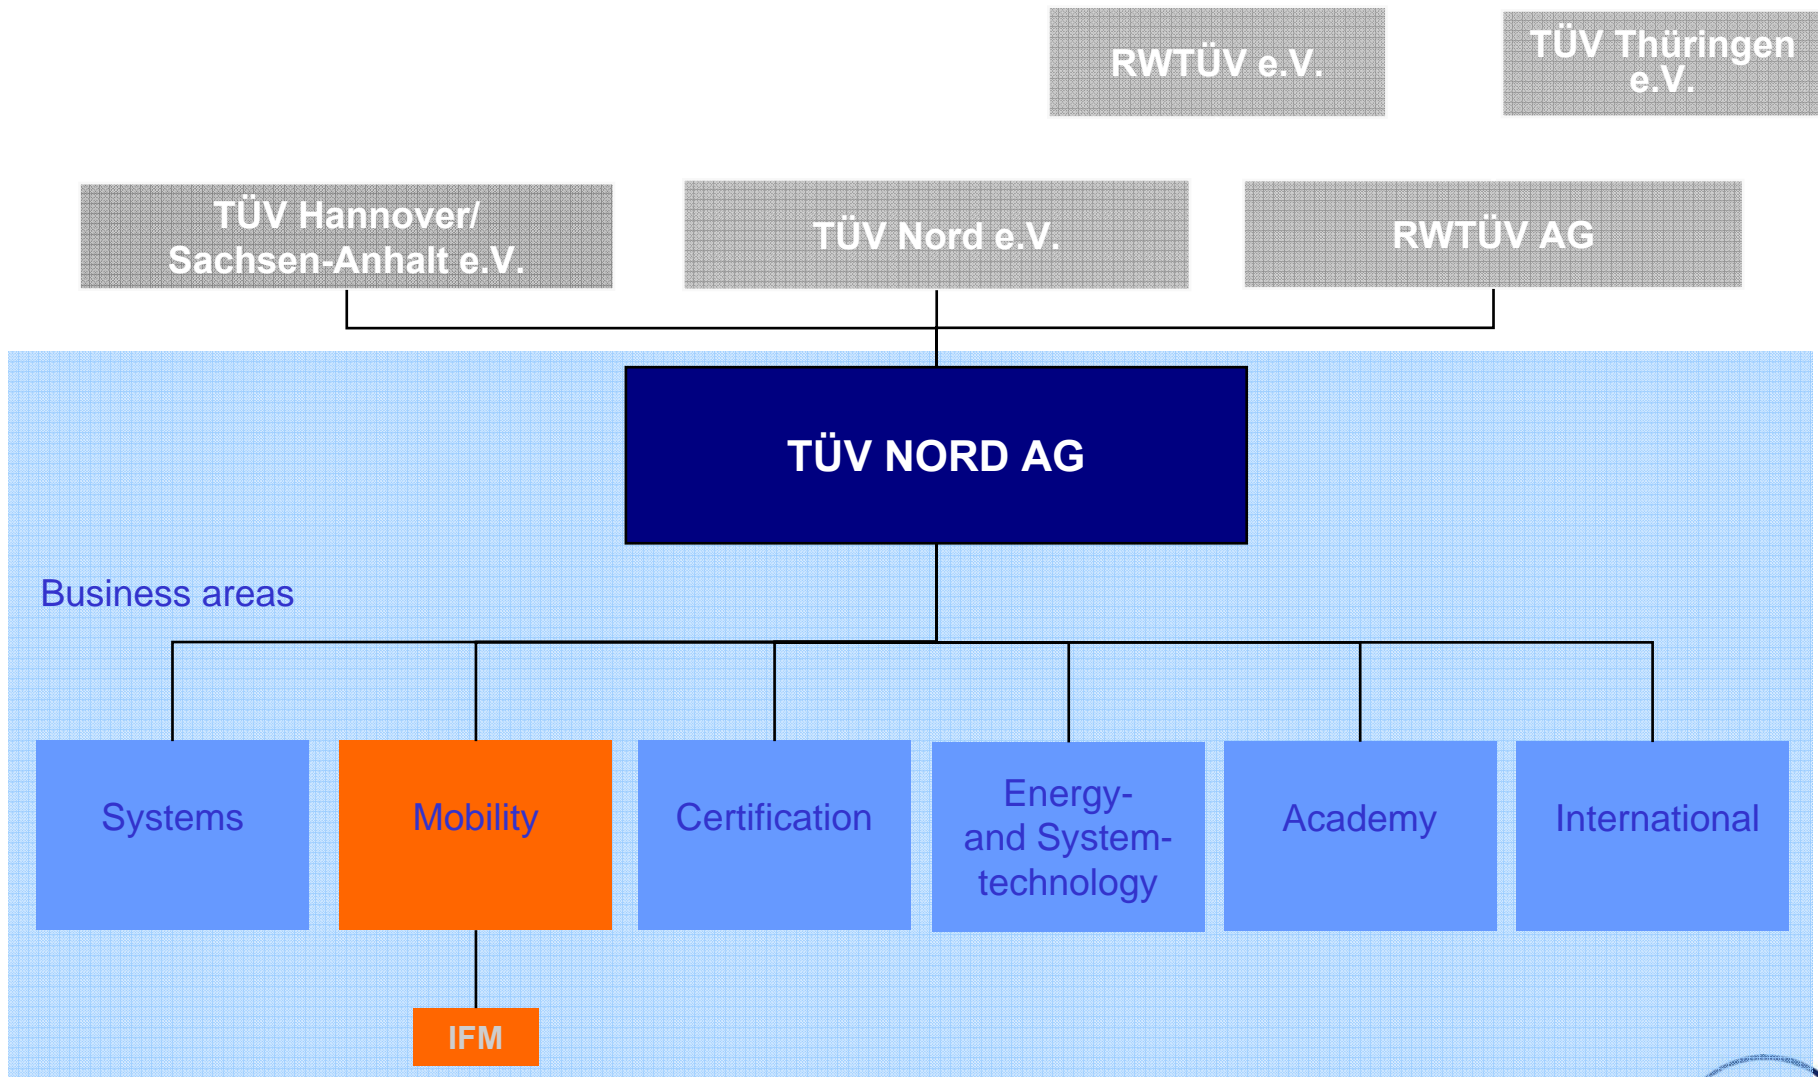 RWTÜV e.V.
TÜV Thüringen
e.V.
TÜV Hannover/
Sachsen-Anhalt e.V.
TÜV Nord e.V.
RWTÜV AG
TÜV NORD AG
Business areas
Systems
Mobility
Certification
Energy-
and System-
technology
Academy
International
IFM